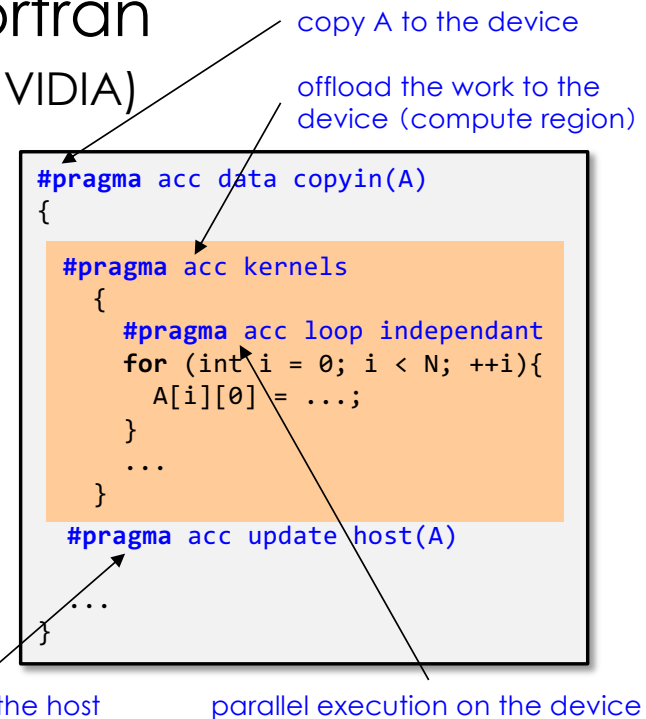 ortran
VIDIA)
copy A to the device
offload the work to the
device (compute region)
#pragma acc data copyin(A)
{
#pragma acc kernels
{
#pragma acc loop independant
for (int i = 0; i < N; ++i){
A[i][0] = ...;
}
...
}
#pragma acc update host(A)
...
}
the host
parallel execution on the device